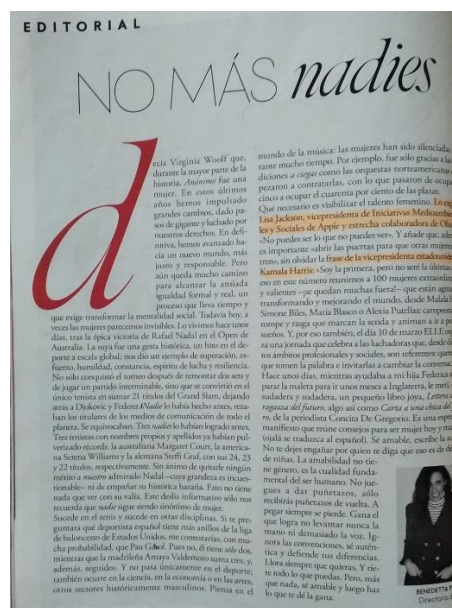 EDITORIAL
NO MÁS nadies
decía Virginia Woolf que,
durante la mayor parte de la
historia, Anónimo fue una
mujer. En estos últimos
años hemos impulsado
grandes cambios, dado pa-
sos de gigante y luchado por
nuestros derechos. En defi-
nitiva, hemos avanzado ha-
cia un nuevo mundo, más
justo y responsable. Pero
aún queda mucho camino
para alcanzar la ansiada
igualdad formal y real, un
proceso que lleva tiempo y
que exige transformar la mentalidad social. Todavía hoy, a
veces las mujeres parecemos invisibles. Lo vivimos hace unos
días, tras la épica victoria de Rafael Nadal en el Open de
Australia. La suya fue una gesta histórica, un hito en el de-
porte a escala global; nos dio un ejemplo de superación, es-
fuerzo, humildad, constancia, espíritu de lucha y resiliencia.
No sólo conquistó el torneo después de remontar dos sets y
de jugar un partido interminable, sino que se convirtió en el
único tenista en sumar 21 títulos del Grand Slam, dejando
atrás a Djokovic y Federer. Nadie lo había hecho antes, reza-
ban los titulares de los medios de comunicación de todo el
planeta. Se equivocaban. Tres nadies lo habían logrado antes.
Tres tenistas con nombres propios y apellidos ya habían pul-
verizado récords: la australiana Margaret Court, la america-
na Serena Williams y la alemana Steffi Graf, con sus 24, 23
y 22 títulos, respectivamente. Sin ánimo de quitarle ningún
mérito a nuestro admirado Nadal –cuya grandeza es incues-
tionable– ni de empañar su histórica hazaña. Esto no tiene
nada que ver con su valía. Este desliz informativo sólo nos
recuerda que nadie sigue siendo sinónimo de mujer.
Sucede en el tenis y sucede en otras disciplinas. Si te pre-
guntara qué deportista español tiene más anillos de la liga
de baloncesto de Estados Unidos, me contestarías, con mu-
cha probabilidad, que Pau Gasol. Pues no, él tiene sólo dos,
mientras que la madrileña Amaya Valdemoro suma tres, y,
además, seguidos. Y no pasa únicamente en el deporte,
también ocurre en la ciencia, en la economía o en las artes,
otros sectores históricamente masculinos. Piensa en el
mundo de la música: las mujeres han sido silenciadas
rante mucho tiempo. Por ejemplo, fue sólo gracias a las
diciones a ciegas como las orquestas norteamericanas
pezaron a contratarlas, con lo que pasaron de ocupar
cinco a ocupar el cuarenta por ciento de las plazas.
Qué necesario es visibilizar el talento femenino. Lo
Lisa Jackson, vicepresidenta de Iniciativas Medioambien
les y Sociales de Apple y estrecha colaboradora de
«No puedes ser lo que no puedes ver». Y añade que,
es importante «abrir las puertas para que otras mujeres
tren», sin olvidar la frase de la vicepresidenta estadounidense
Kamala Harris: «Soy la primera, pero no seré la última».
eso en este número reunimos a 100 mujeres extraordin
y valientes –¡se quedan muchas fuera!– que están agita
transformando y mejorando el mundo, desde Malala
Simone Biles, María Blasco o Alexia Putellas: campeonas
rompe y rasga que marcan la senda y animan a ir a por
sueños. Y, por eso también, el día 10 de marzo ELLE org
za una jornada que celebra a las luchadoras que, desde di
tos ámbitos profesionales y sociales, son referentes: quere
que tomen la palabra e invitarlas a cambiar la conversac
Hace unos días, mientras ayudaba a mi hija Federica a
parar la maleta para ir unos meses a Inglaterra, le metí,
sudadera y sudadera, un pequeño libro joya, Lettera
ragazza del futuro, algo así como Carta a una chica del
ro, de la periodista Concita De Gregorio. Es una espe
manifiesto que reúne consejos para ser mujer hoy y ma
(ojalá se traduzca al español). Sé amable, escribe la au
No te dejes engañar por quien te diga que eso es de d
de niñas. La amabilidad no tie-
ne género, es la cualidad funda-
mental del ser humano. No jue-
gues a dar puñetazos, sólo
recibirás puñetazos de vuelta. A
pegar siempre se pierde. Gana el
que logra no levantar nunca la
mano ni demasiado la voz. Ig-
nora las convenciones, sé autén-
tica y defiende tus diferencias.
Llora siempre que quieras. Y ríe-
te todo lo que puedas. Pero, más
que nada, sé amable y luego haz
lo que te dé la gana.
BENEDETTA P
Directora d